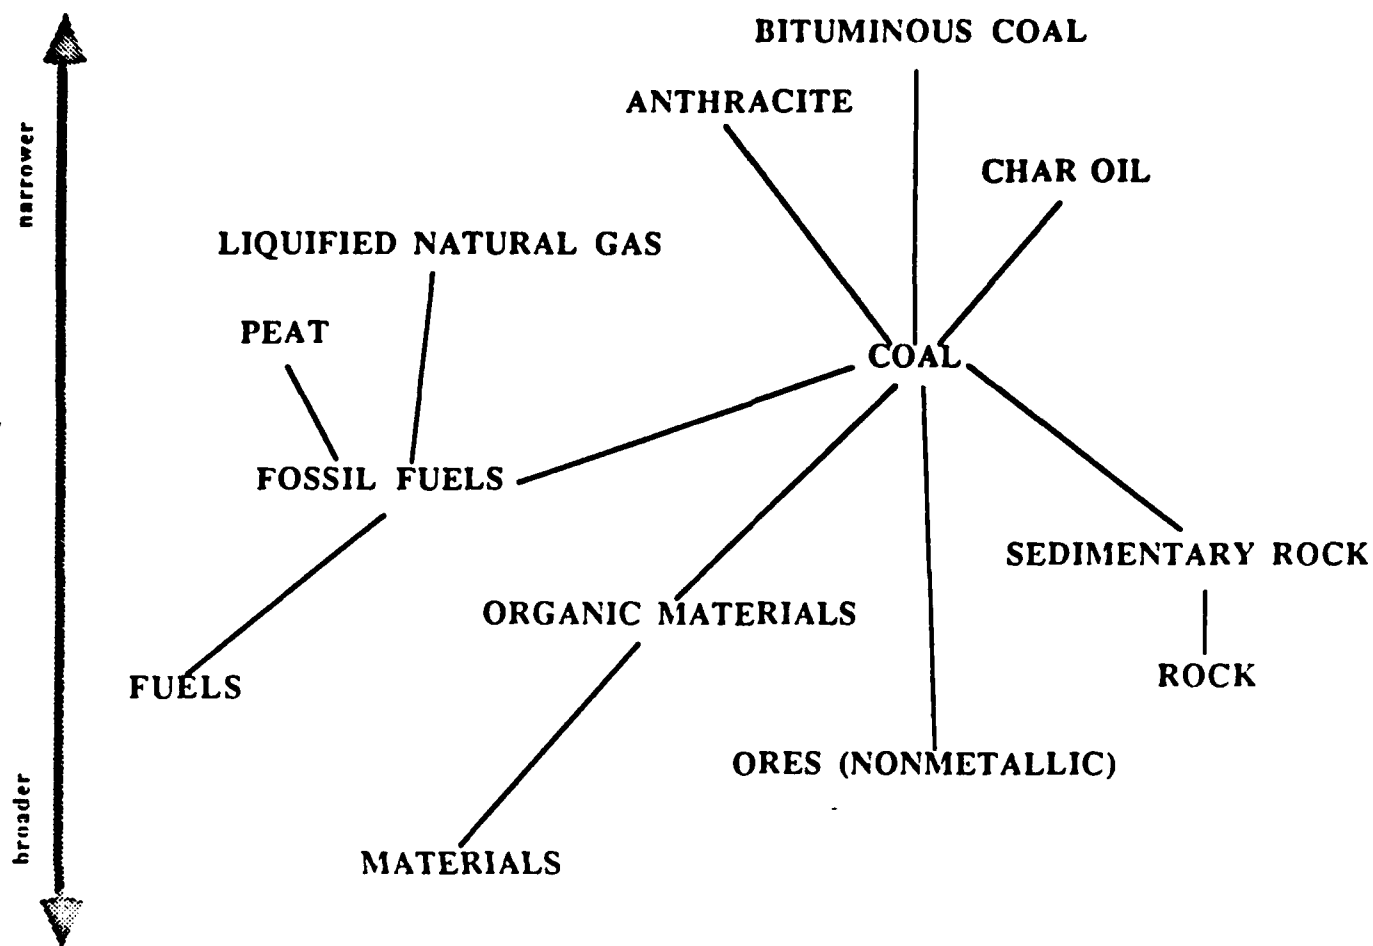 BITUMINOUS COAL
ANTHRACITE
narrower
CHAR OIL
LIQUIFIED NATURAL GAS
PEAT
COAL
FOSSIL FUELS
SEDIMENTARY ROCK
ORGANIC MATERIALS
ROCK
FUELS
ORES (NONMETALLIC)
broader
MATERIALS